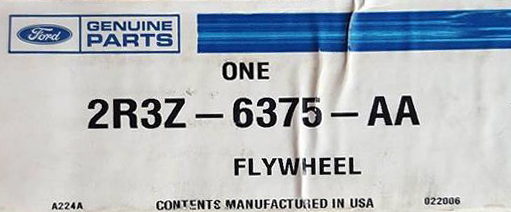 Ford GENUINE
PARTS
ONE
2R3Z-6375-AA
FLYWHEEL
A224A CONTENTS MANUFACTURED IN USA 022006